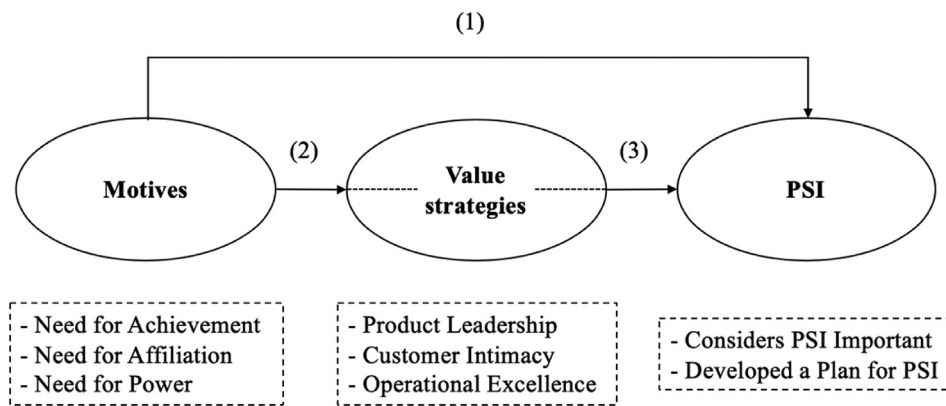 (1)
(2)
(3)
Motives
Value
strategies
PSI
- Need for Achievement
- Need for Affiliation
- Need for Power
- Product Leadership
- Customer Intimacy
- Operational Excellence
- Considers PSI Important
- Developed a Plan for PSI